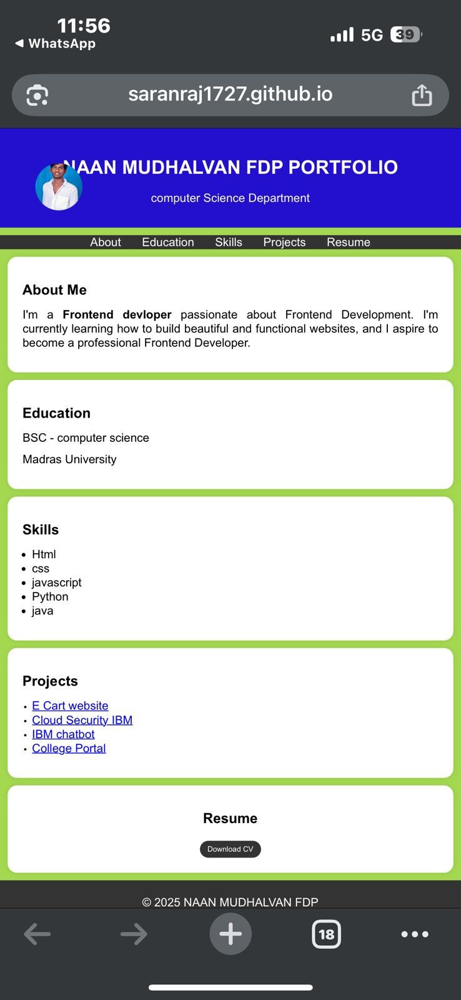 11:56
◀ WhatsApp
5G
39
saranraj1727.github.io
NAAN MUDHALVAN FDP PORTFOLIO
computer Science Department
About Education Skills Projects Resume
About Me
I'm a Frontend devloper passionate about Frontend Development. I'm
currently learning how to build beautiful and functional websites, and I aspire to
become a professional Frontend Developer.
Education
BSC - computer science
Madras University
Skills
• Html
• css
• javascript
• Python
• java
Projects
• E Cart website
• Cloud Security IBM
• IBM chatbot
• College Portal
Resume
Download CV
© 2025 NAAN MUDHALVAN FDP
18